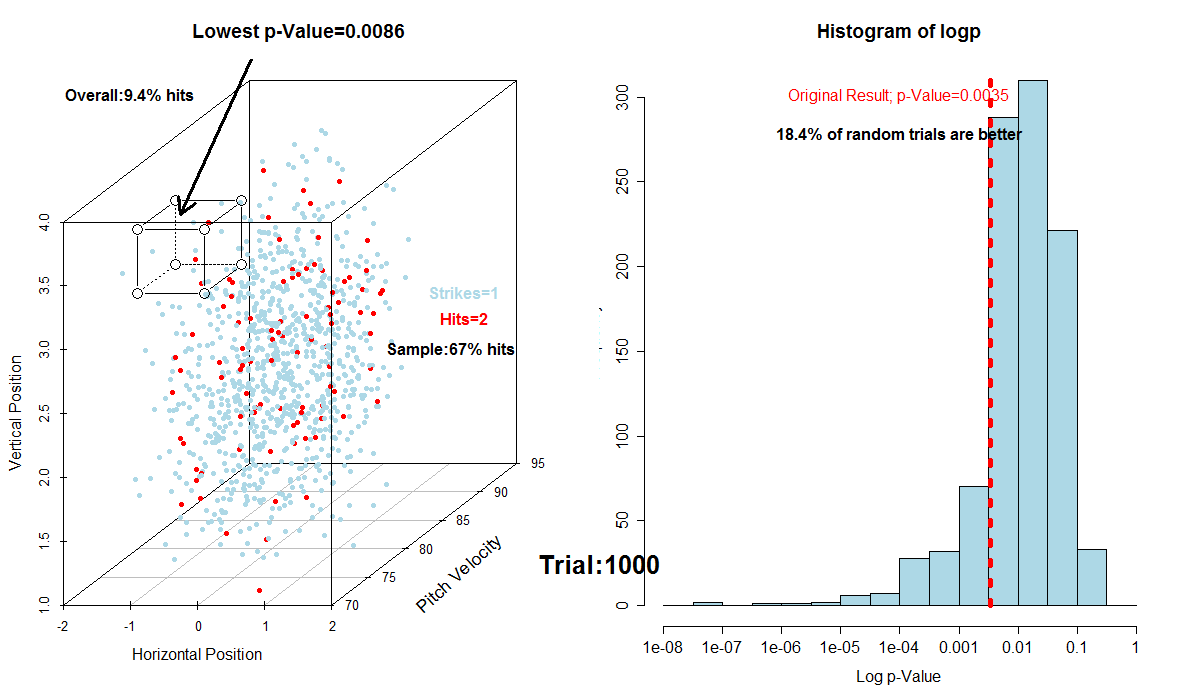 Lowest p-Value=0.0086
Overall:9.4% hits
4.0
3.5
3.0
2.5
2.0
1.5
1.0
Vertical Position
Strikes=1
Hits=2
Sample:67% hits
95
90
85
80
75
70
Pitch Velocity
-2
-1
0
1
2
Horizontal Position
Trial:1000
Histogram of logp
Original Result; p-Value=0.0035
18.4% of random trials are better
300
250
200
150
100
50
0
1e-08
1e-07
1e-06
1e-05
1e-04
0.001
0.01
0.1
1
Log p-Value